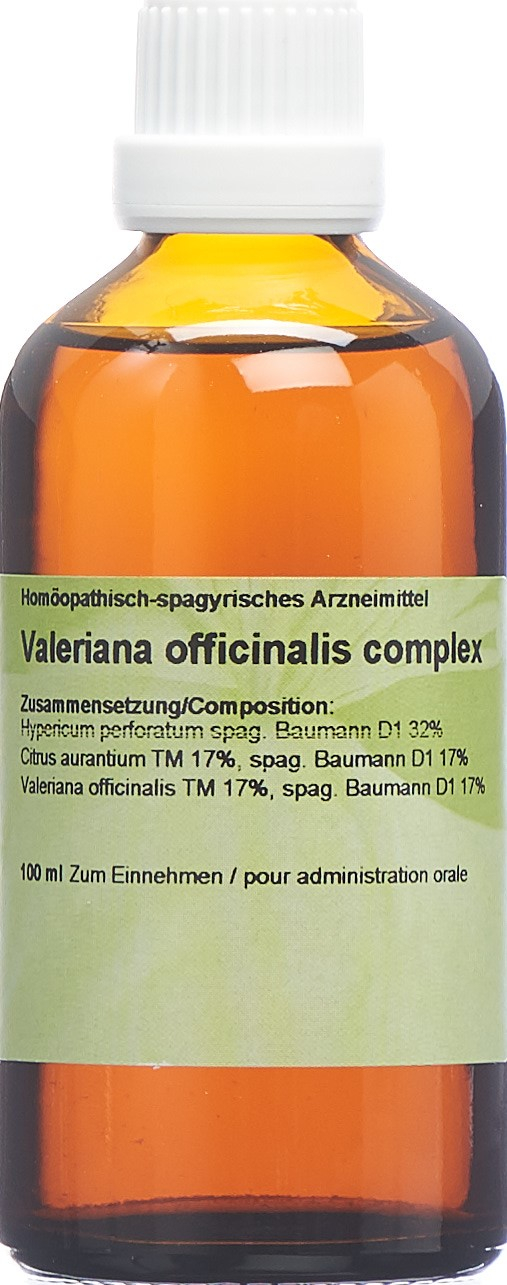 Homöopathisch-spagyrisches Arzneimittel
Valeriana officinalis complex
Zusammensetzung/Composition:
Hypericum perforatum spag. Baumann D1 32%
Citrus aurantium TM 17%, spag. Baumann D1 17%
Valeriana officinalis TM 17%, spag. Baumann D1 17%
100 ml Zum Einnehmen / pour administration orale